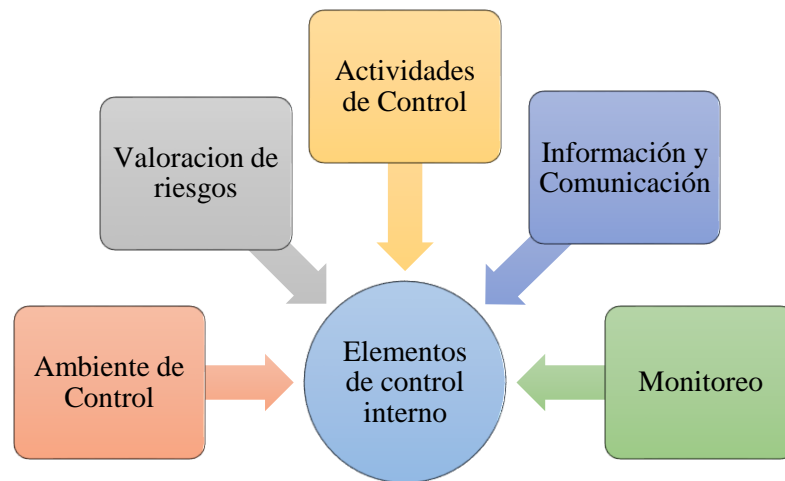 Actividades
de Control
Valoracion de
riesgos
Información y
Comunicación
Ambiente de
Control
Elementos
de control
interno
Monitoreo